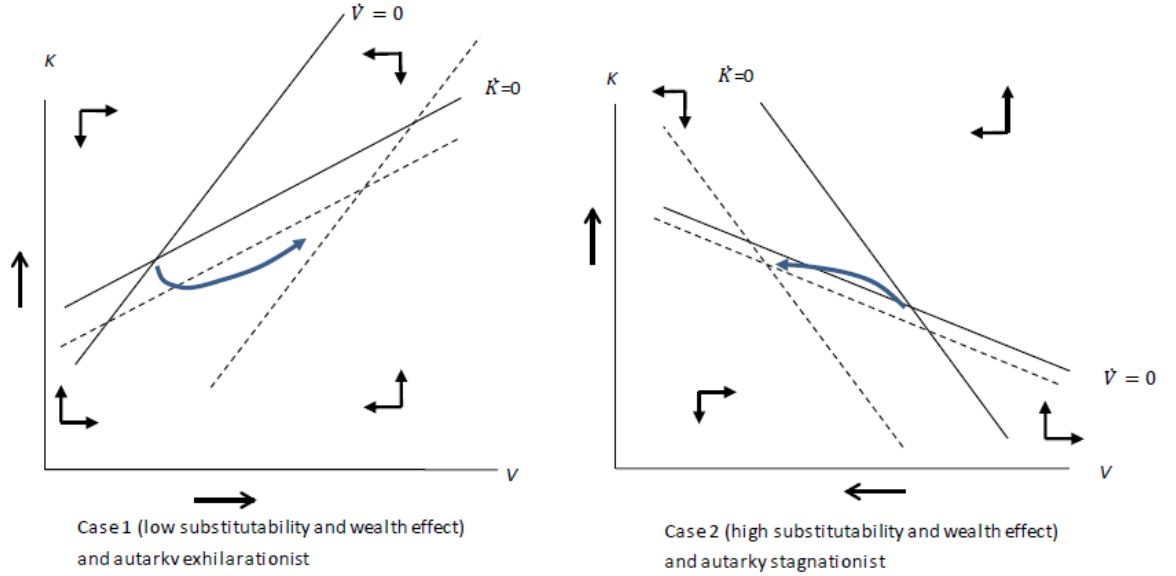 V̇ = 0
K
K̇=0
V
Case 1 (low substitutability and wealth effect)
and autarkv exhilarationist
K
K̇=0
V̇ = 0
V
Case 2 (high substitutability and wealth effect)
and autarky stagnationist